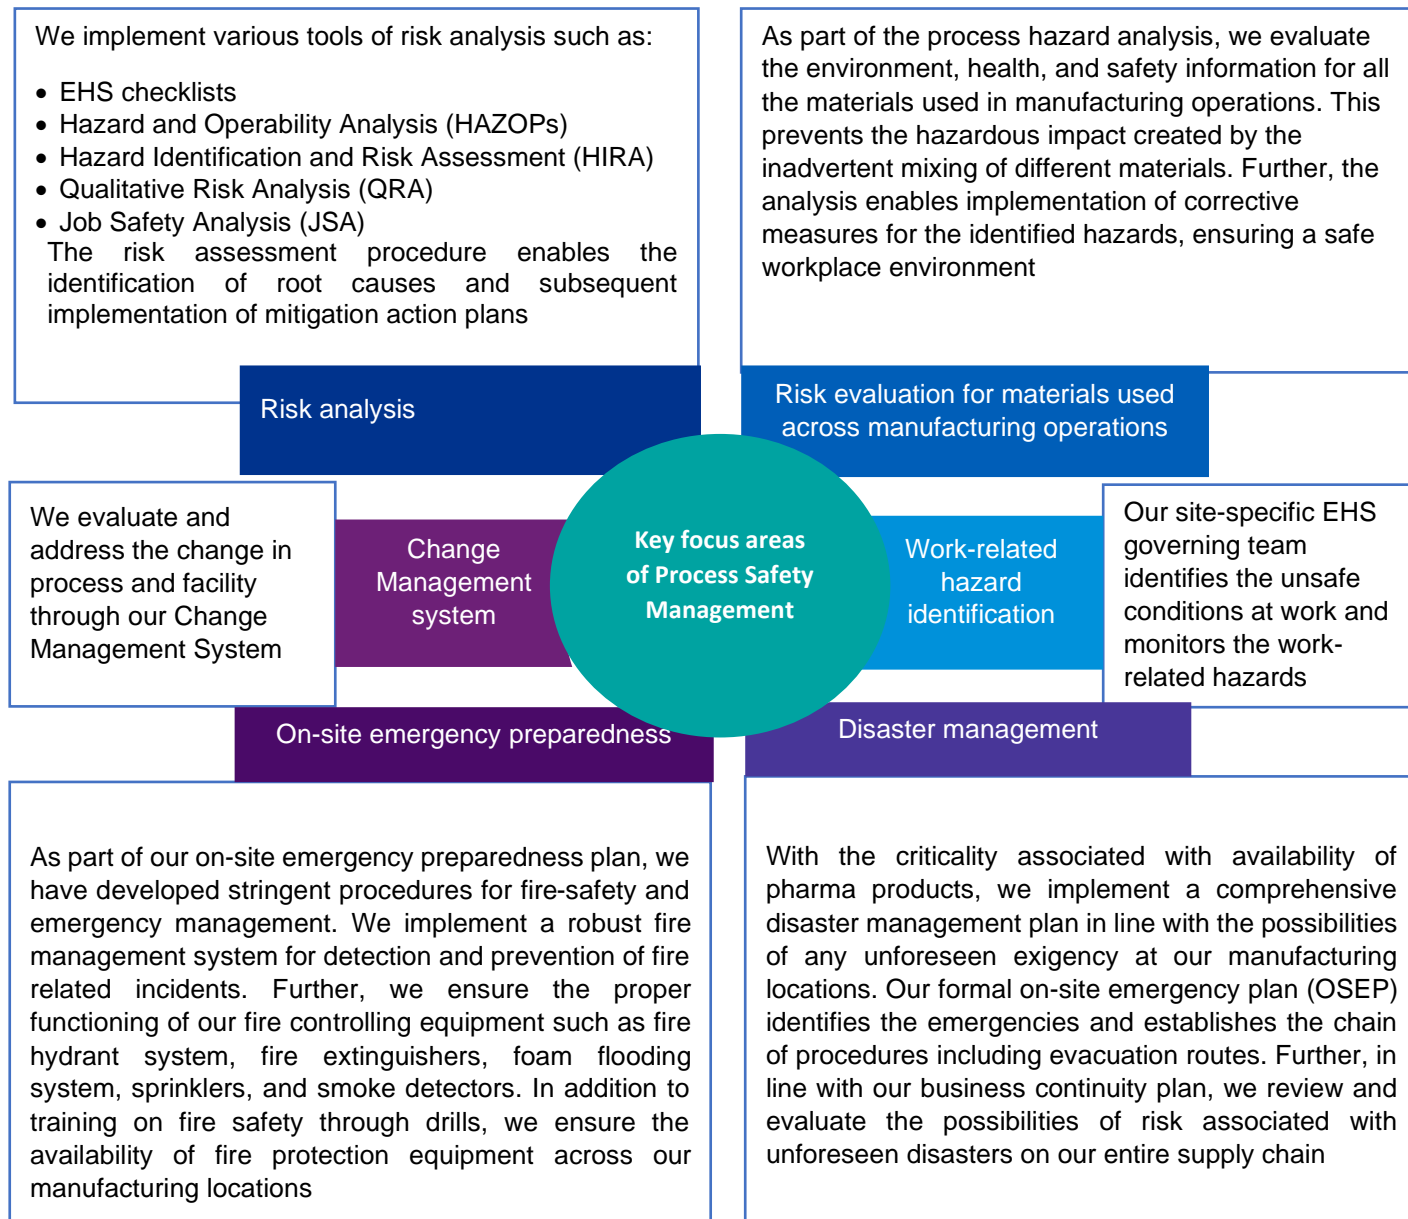 We implement various tools of risk analysis such as:
• EHS checklists
• Hazard and Operability Analysis (HAZOPs)
• Hazard Identification and Risk Assessment (HIRA)
• Qualitative Risk Analysis (QRA)
• Job Safety Analysis (JSA)
The risk assessment procedure enables the
identification of root causes and subsequent
implementation of mitigation action plans
Risk analysis
As part of the process hazard analysis, we evaluate
the environment, health, and safety information for all
the materials used in manufacturing operations. This
prevents the hazardous impact created by the
inadvertent mixing of different materials. Further, the
analysis enables implementation of corrective
measures for the identified hazards, ensuring a safe
workplace environment
Risk evaluation for materials used
across manufacturing operations
We evaluate and
address the change in
process and facility
through our Change
Management System
Change
Management
system
Key focus areas
of Process Safety
Management
Work-related
hazard
identification
Our site-specific EHS
governing team
identifies the unsafe
conditions at work and
monitors the work-
related hazards
On-site emergency preparedness
As part of our on-site emergency preparedness plan, we
have developed stringent procedures for fire-safety and
emergency management. We implement a robust fire
management system for detection and prevention of fire
related incidents. Further, we ensure the proper
functioning of our fire controlling equipment such as fire
hydrant system, fire extinguishers, foam flooding
system, sprinklers, and smoke detectors. In addition to
training on fire safety through drills, we ensure the
availability of fire protection equipment across our
manufacturing locations
Disaster management
With the criticality associated with availability of
pharma products, we implement a comprehensive
disaster management plan in line with the possibilities
of any unforeseen exigency at our manufacturing
locations. Our formal on-site emergency plan (OSEP)
identifies the emergencies and establishes the chain
of procedures including evacuation routes. Further, in
line with our business continuity plan, we review and
evaluate the possibilities of risk associated with
unforeseen disasters on our entire supply chain